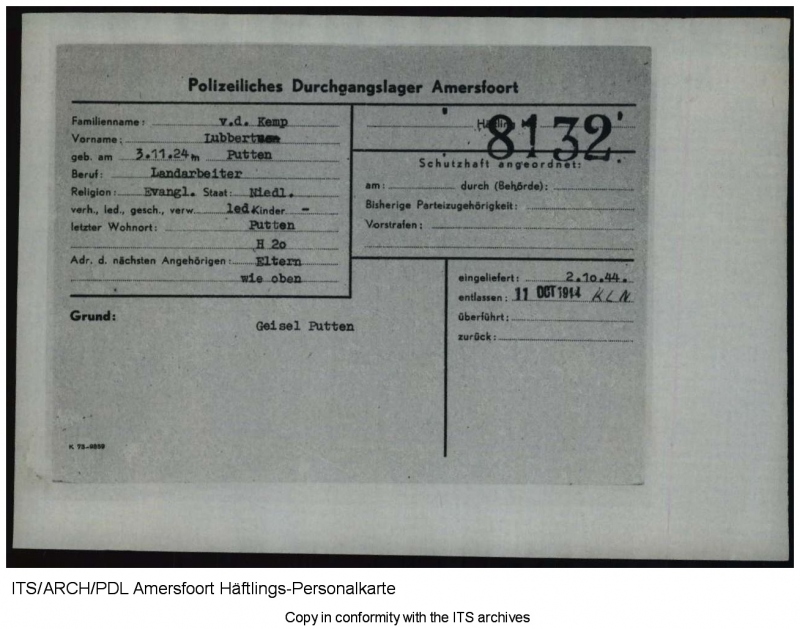 Polizeiliches Durchgangslager Amersfoort
Familienname: v.d. Kemp
Vorname: Lubbert
geb. am 3.11.24 m Putten
Beruf: Landarbeiter
Religion: Evangl. Staat: Niedl.
verh., led., gesch., verw. led. Kinder -
letzter Wohnort: Putten
H 20
Adr. d. nächsten Angehörigen: Eltern
wie oben
8132
Schutzhaft angeordnet:
am: durch (Behörde):
Bisherige Parteizugehörigkeit:
Vorstrafen:
Grund:
Geisel Putten
eingeliefert: 2.10.44.
entlassen: 11 OCT 1944 KLN
überführt:
zurück:
ITS/ARCH/PDL Amersfoort Häftlings-Personalkarte
Copy in conformity with the ITS archives